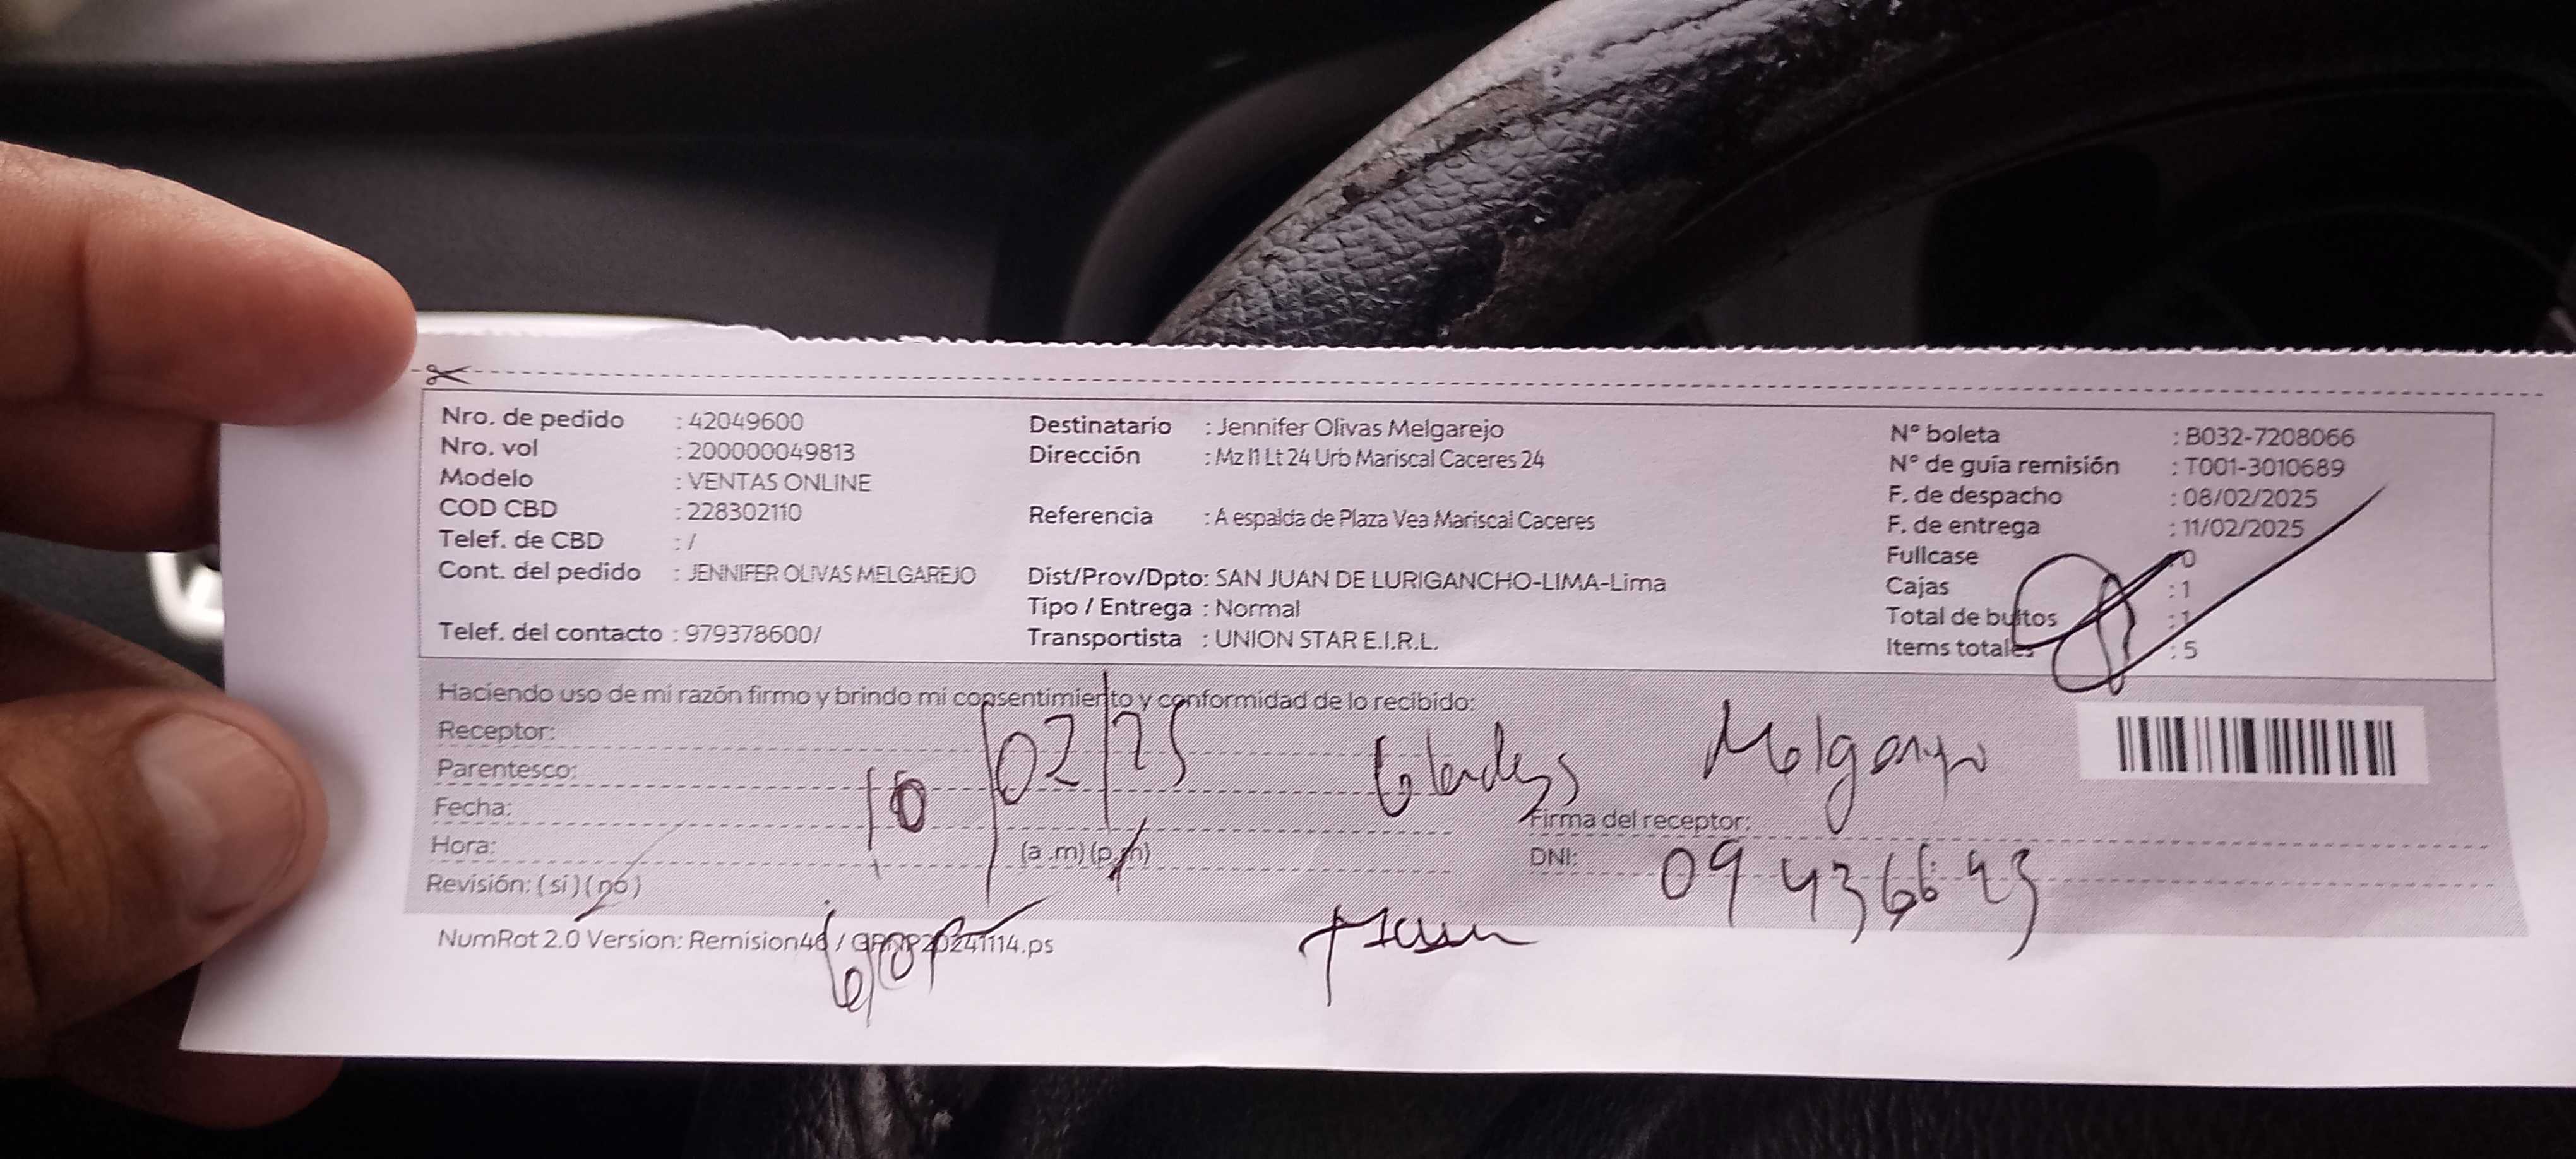 Nro. de pedido : 42049600
Nro. vol : 200000049813
Modelo : VENTAS ONLINE
COD CBD : 228302110
Telef. de CBD : /
Cont. del pedido : JENNIFER OLIVAS MELGAREJO
Telef. del contacto : 979378600/
Destinatario : Jennifer Olivas Melgarejo
Dirección : Mz I1 Lt 24 Urb Mariscal Caceres 24
Referencia : A espalda de Plaza Vea Mariscal Caceres
Dist/Prov/Dpto: SAN JUAN DE LURIGANCHO-LIMA-Lima
Tipo / Entrega : Normal
Transportista : UNION STAR E.I.R.L.
N° boleta : B032-7208066
N° de guía remisión : T001-3010689
F. de despacho : 08/02/2025
F. de entrega : 11/02/2025
Fullcase : 0
Cajas : 1
Total de bultos : 1
Items totales : 5
Haciendo uso de mi razón firmo y brindo mi consentimiento y conformidad de lo recibido:
Receptor:
Parentesco:
Fecha: 10/02/25
Hora: (a .m) (p.m)
Revisión: ( si ) ( no )
Gladys Melgarejo
Firma del receptor:
DNI:
NumRot 2.0 Version: Remision46 / GRNP20241114.ps